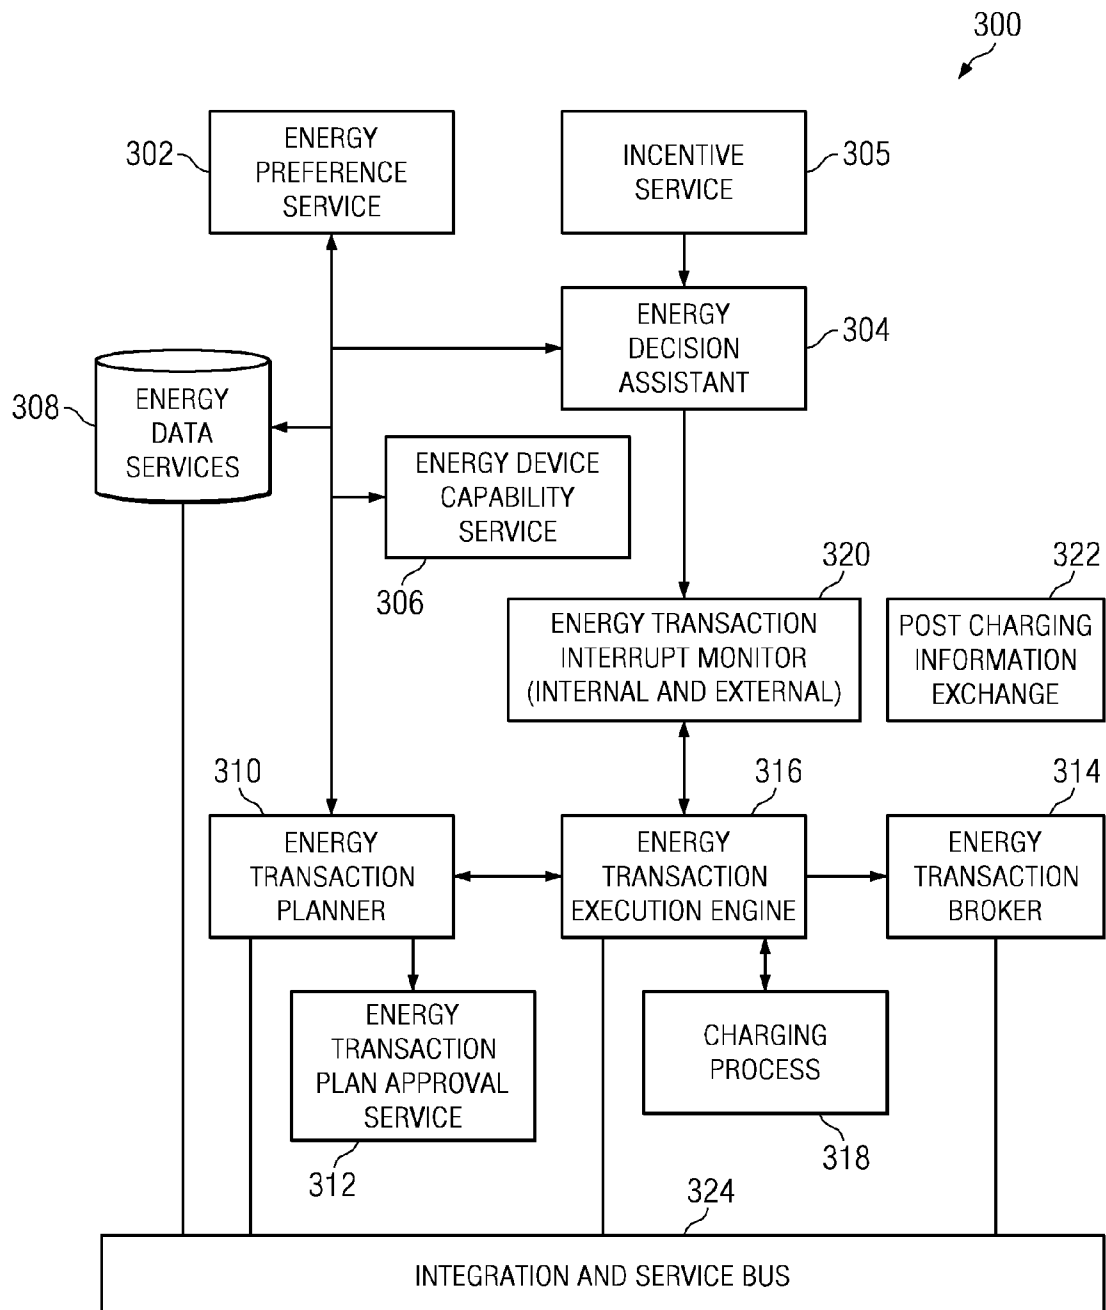 300
302
ENERGY
PREFERENCE
SERVICE
INCENTIVE
SERVICE
305
ENERGY
DECISION
ASSISTANT
304
308
ENERGY
DATA
SERVICES
ENERGY DEVICE
CAPABILITY
SERVICE
306
320
ENERGY TRANSACTION
INTERRUPT MONITOR
(INTERNAL AND EXTERNAL)
322
POST CHARGING
INFORMATION
EXCHANGE
310
ENERGY
TRANSACTION
PLANNER
316
ENERGY
TRANSACTION
EXECUTION ENGINE
314
ENERGY
TRANSACTION
BROKER
ENERGY
TRANSACTION
PLAN APPROVAL
SERVICE
312
CHARGING
PROCESS
318
324
INTEGRATION AND SERVICE BUS